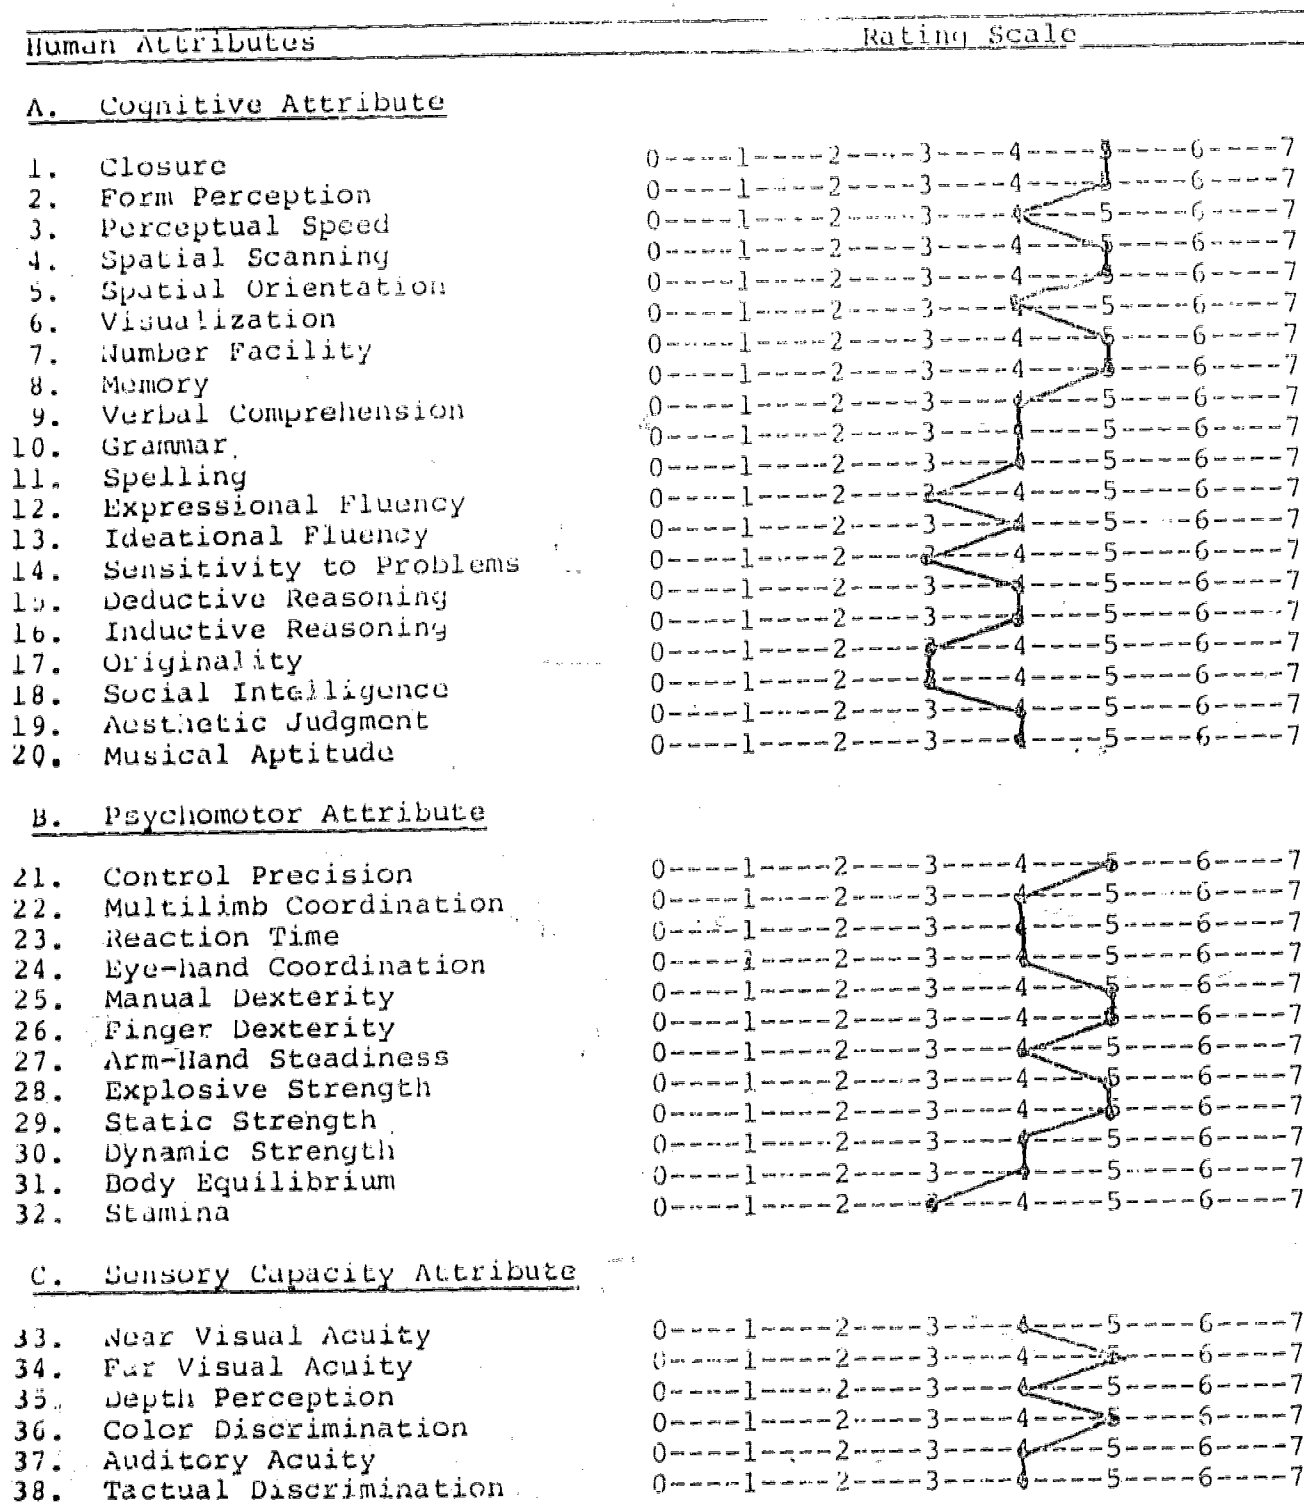 Human Attributes Rating Scale
A. Cognitive Attribute
1. Closure 0----1----2----3----4----5----6----7
2. Form Perception 0----1----2----3----4----5----6----7
3. Perceptual Speed 0----1----2----3----4----5----6----7
4. Spatial Scanning 0----1----2----3----4----5----6----7
5. Spatial Orientation 0----1----2----3----4----5----6----7
6. Visualization 0----1----2----3----4----5----6----7
7. Number Facility 0----1----2----3----4----5----6----7
8. Memory 0----1----2----3----4----5----6----7
9. Verbal Comprehension 0----1----2----3----4----5----6----7
10. Grammar 0----1----2----3----4----5----6----7
11. Spelling 0----1----2----3----4----5----6----7
12. Expressional Fluency 0----1----2----3----4----5----6----7
13. Ideational Fluency 0----1----2----3----4----5----6----7
14. Sensitivity to Problems 0----1----2----3----4----5----6----7
15. Deductive Reasoning 0----1----2----3----4----5----6----7
16. Inductive Reasoning 0----1----2----3----4----5----6----7
17. Originality 0----1----2----3----4----5----6----7
18. Social Intelligence 0----1----2----3----4----5----6----7
19. Aesthetic Judgment 0----1----2----3----4----5----6----7
20. Musical Aptitude 0----1----2----3----4----5----6----7
B. Psychomotor Attribute
21. Control Precision 0----1----2----3----4----5----6----7
22. Multilimb Coordination 0----1----2----3----4----5----6----7
23. Reaction Time 0----1----2----3----4----5----6----7
24. Eye-hand Coordination 0----1----2----3----4----5----6----7
25. Manual Dexterity 0----1----2----3----4----5----6----7
26. Finger Dexterity 0----1----2----3----4----5----6----7
27. Arm-Hand Steadiness 0----1----2----3----4----5----6----7
28. Explosive Strength 0----1----2----3----4----5----6----7
29. Static Strength 0----1----2----3----4----5----6----7
30. Dynamic Strength 0----1----2----3----4----5----6----7
31. Body Equilibrium 0----1----2----3----4----5----6----7
32. Stamina 0----1----2----3----4----5----6----7
C. Sensory Capacity Attribute
33. Near Visual Acuity 0----1----2----3----4----5----6----7
34. Far Visual Acuity 0----1----2----3----4----5----6----7
35. Depth Perception 0----1----2----3----4----5----6----7
36. Color Discrimination 0----1----2----3----4----5----6----7
37. Auditory Acuity 0----1----2----3----4----5----6----7
38. Tactual Discrimination 0----1----2----3----4----5----6----7